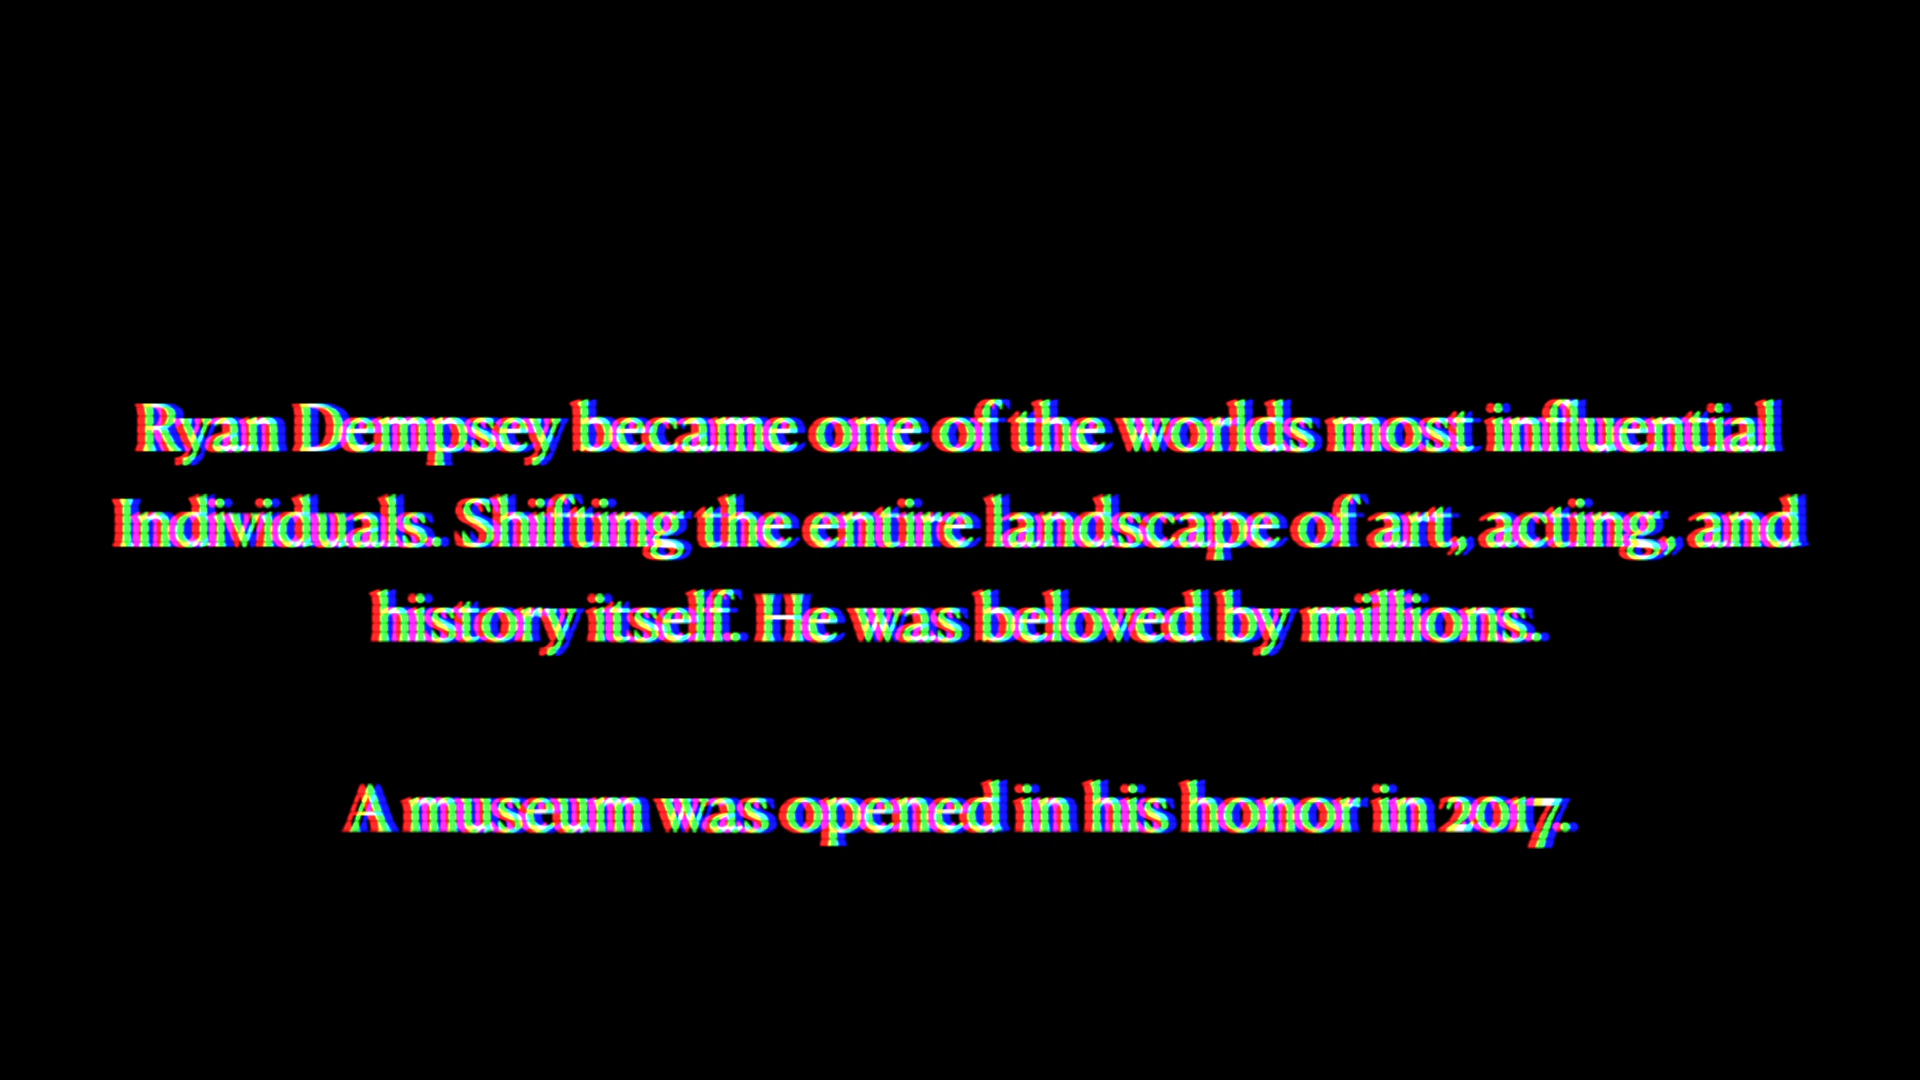 Ryan Dempsey became one of the worlds most influential
Individuals. Shifting the entire landscape of art, acting, and
history itself. He was beloved by millions.
A museum was opened in his honor in 2017.